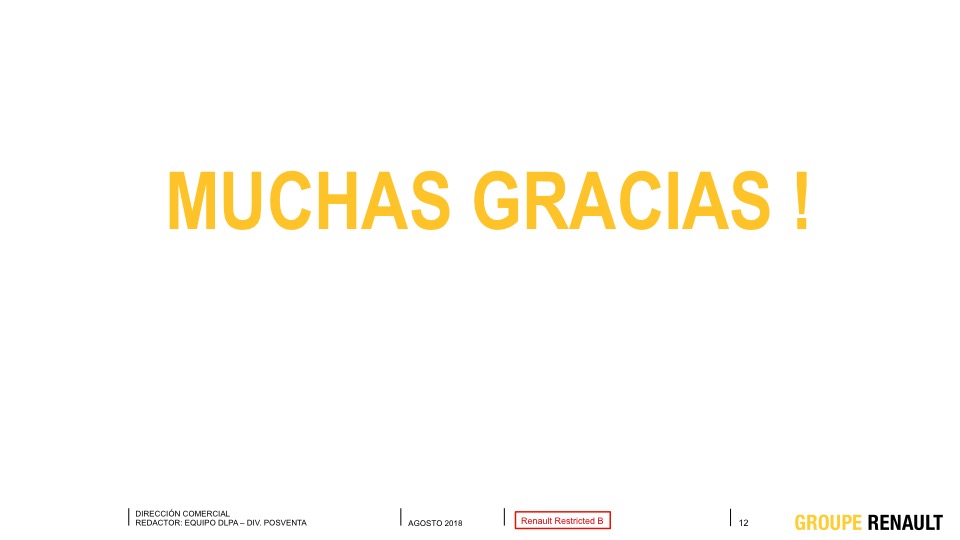 MUCHAS GRACIAS !
DIRECCIÓN COMERCIAL
REDACTOR: EQUIPO DLPA – DIV. POSVENTA
AGOSTO 2018
Renault Restricted B
12
GROUPE RENAULT